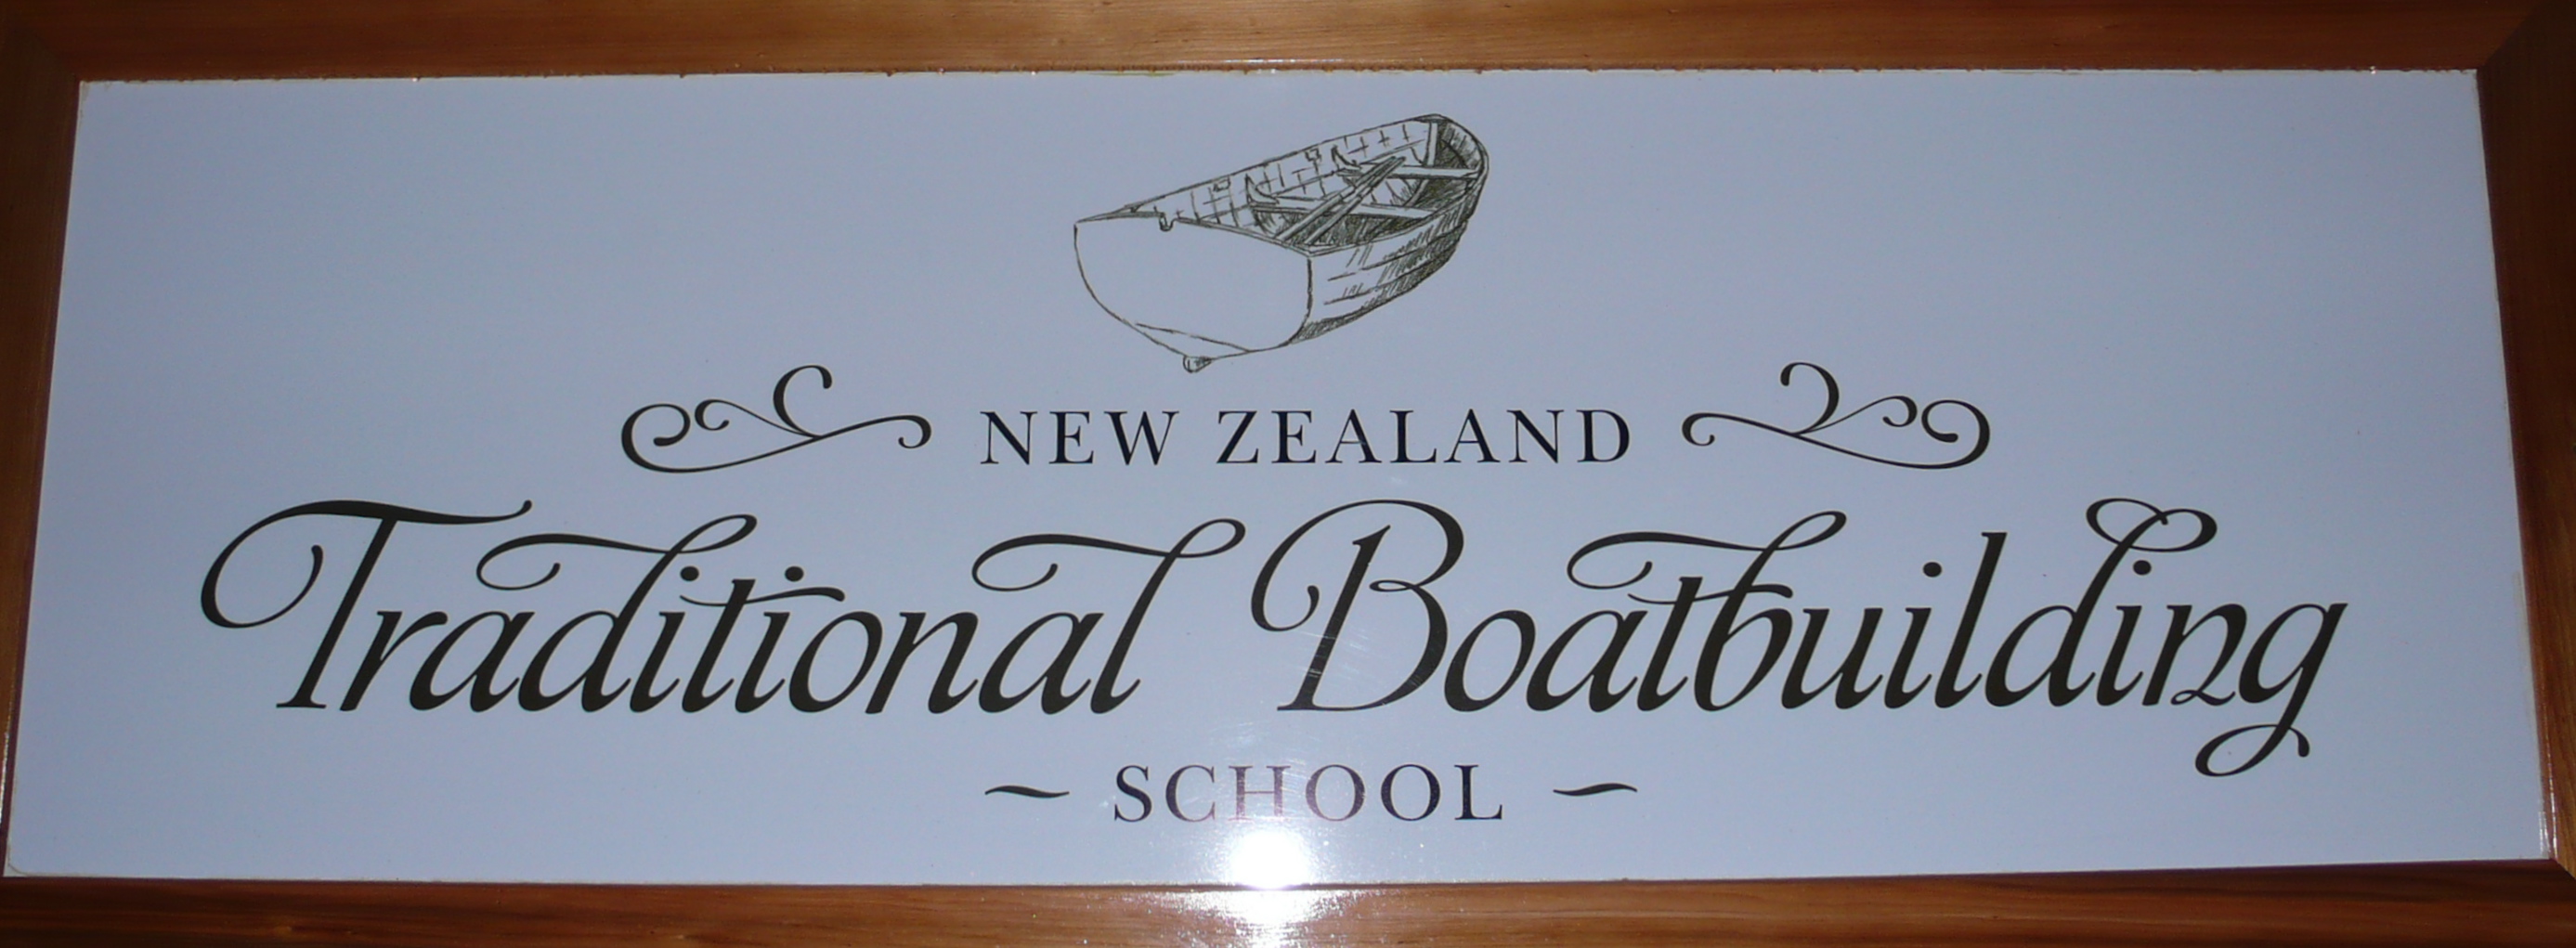 NEW ZEALAND
Traditional Boatbuilding
~ SCHOOL ~